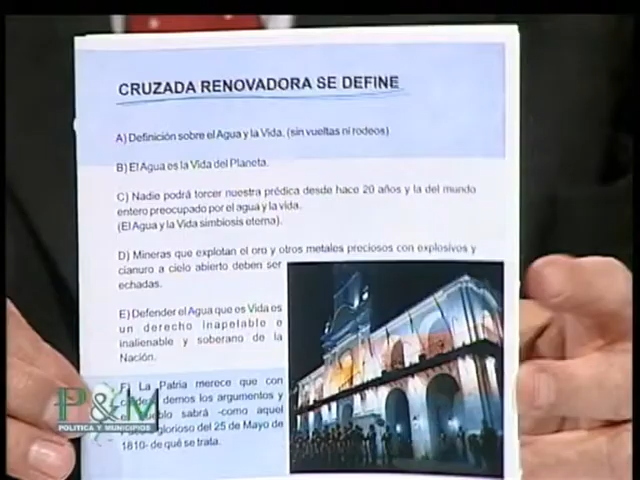 CRUZADA RENOVADORA SE DEFINE
A) Definición sobre el Agua y la Vida. (sin vueltas ni rodeos)
B) El Agua es la Vida del Planeta.
C) Nadie podrá torcer nuestra prédica desde hace 20 años y la del mundo
entero preocupado por el agua y la vida.
(El Agua y la Vida simbiosis eterna).
D) Mineras que explotan el oro y otros metales preciosos con explosivos y
cianuro a cielo abierto deben ser
echadas.
E) Defender el Agua que es Vida es
un derecho inapelable e
inalienable y soberano de la
Nación.
F) La Patria merece que con
demos los argumentos y
sabrá -como aquel
glorioso del 25 de Mayo de
1810- de qué se trata.
P&M
POLITICA Y MUNICIPIOS